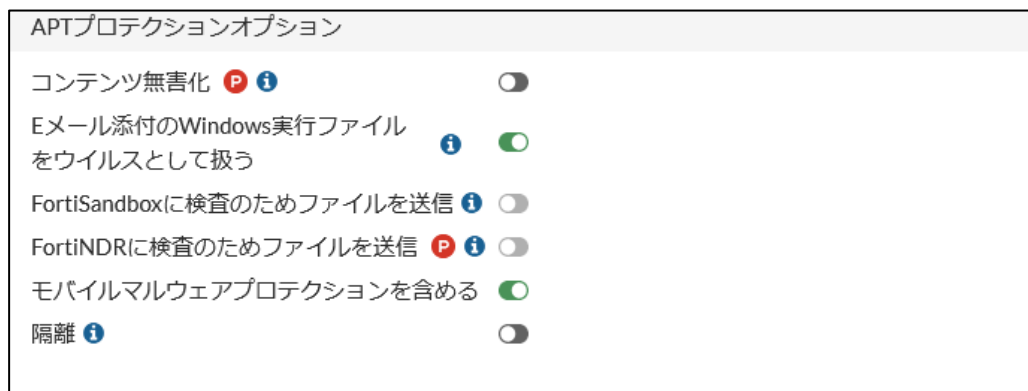 APTプロテクションオプション
コンテンツ無害化 P i
Eメール添付のWindows実行ファイル
をウイルスとして扱う i
FortiSandboxに検査のためファイルを送信 i
FortiNDRに検査のためファイルを送信 P i
モバイルマルウェアプロテクションを含める
隔離 i